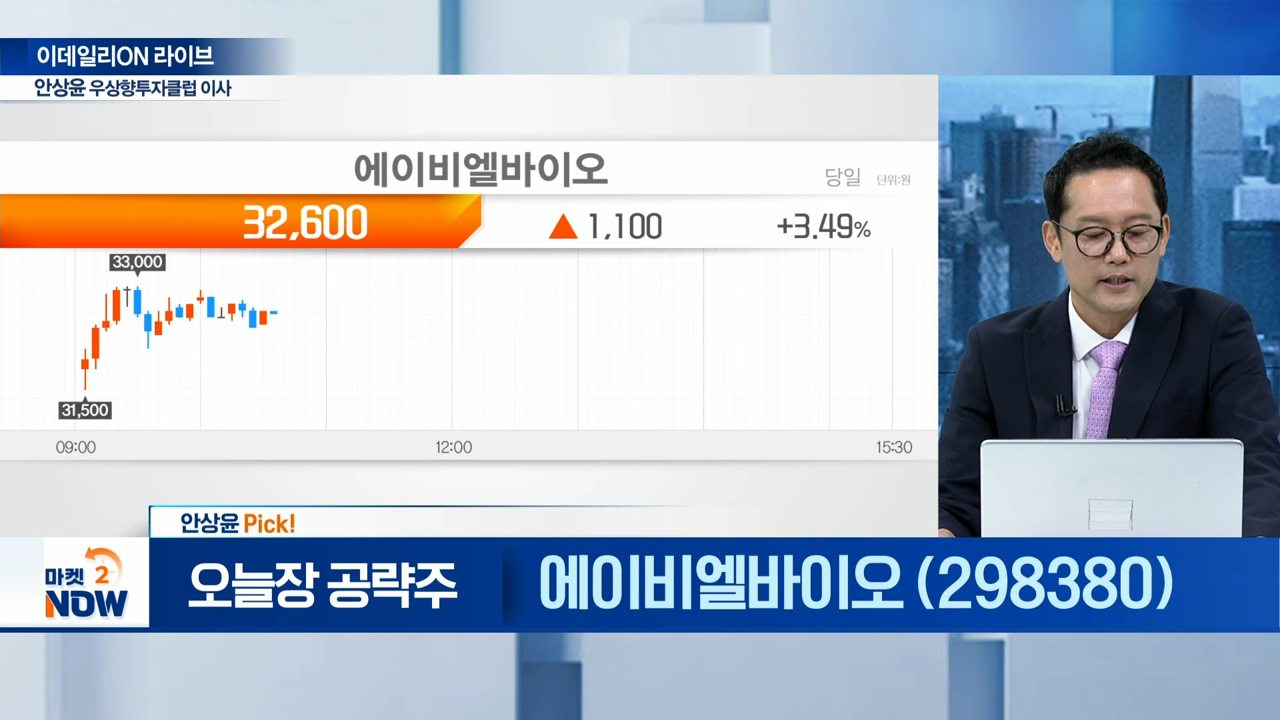 이데일리ON 라이브
안상윤 우상향투자클럽 이사
에이비엘바이오
당일 단위:원
32,600 ▲ 1,100 +3.49%
33,000
31,500
09:00 12:00 15:30
안상윤 Pick!
마켓 2
NOW
오늘장 공략주 에이비엘바이오 (298380)